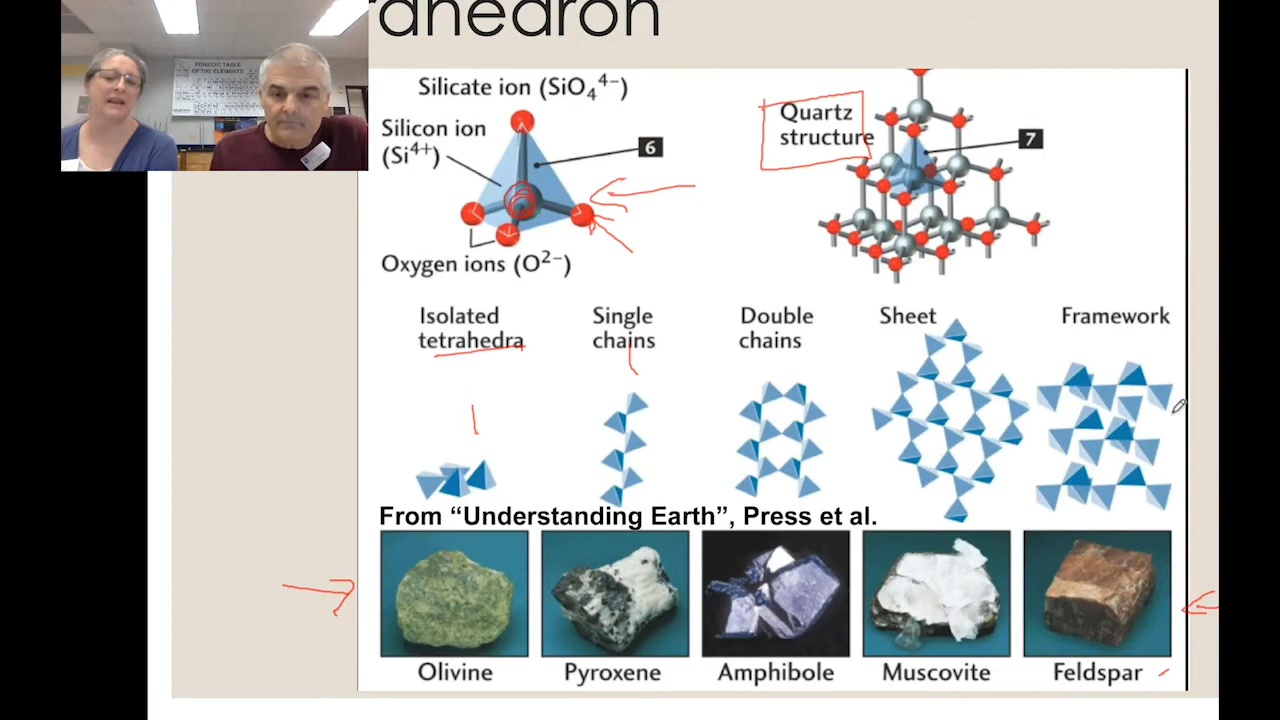 rahedron
PERIODIC TABLE
OF THE ELEMENTS
Silicate ion (SiO₄⁴⁻)
Silicon ion
(Si⁴⁺)
6
Oxygen ions (O²⁻)
Quartz
structure
7
Isolated
tetrahedra
Single
chains
Double
chains
Sheet
Framework
From “Understanding Earth”, Press et al.
Olivine
Pyroxene
Amphibole
Muscovite
Feldspar